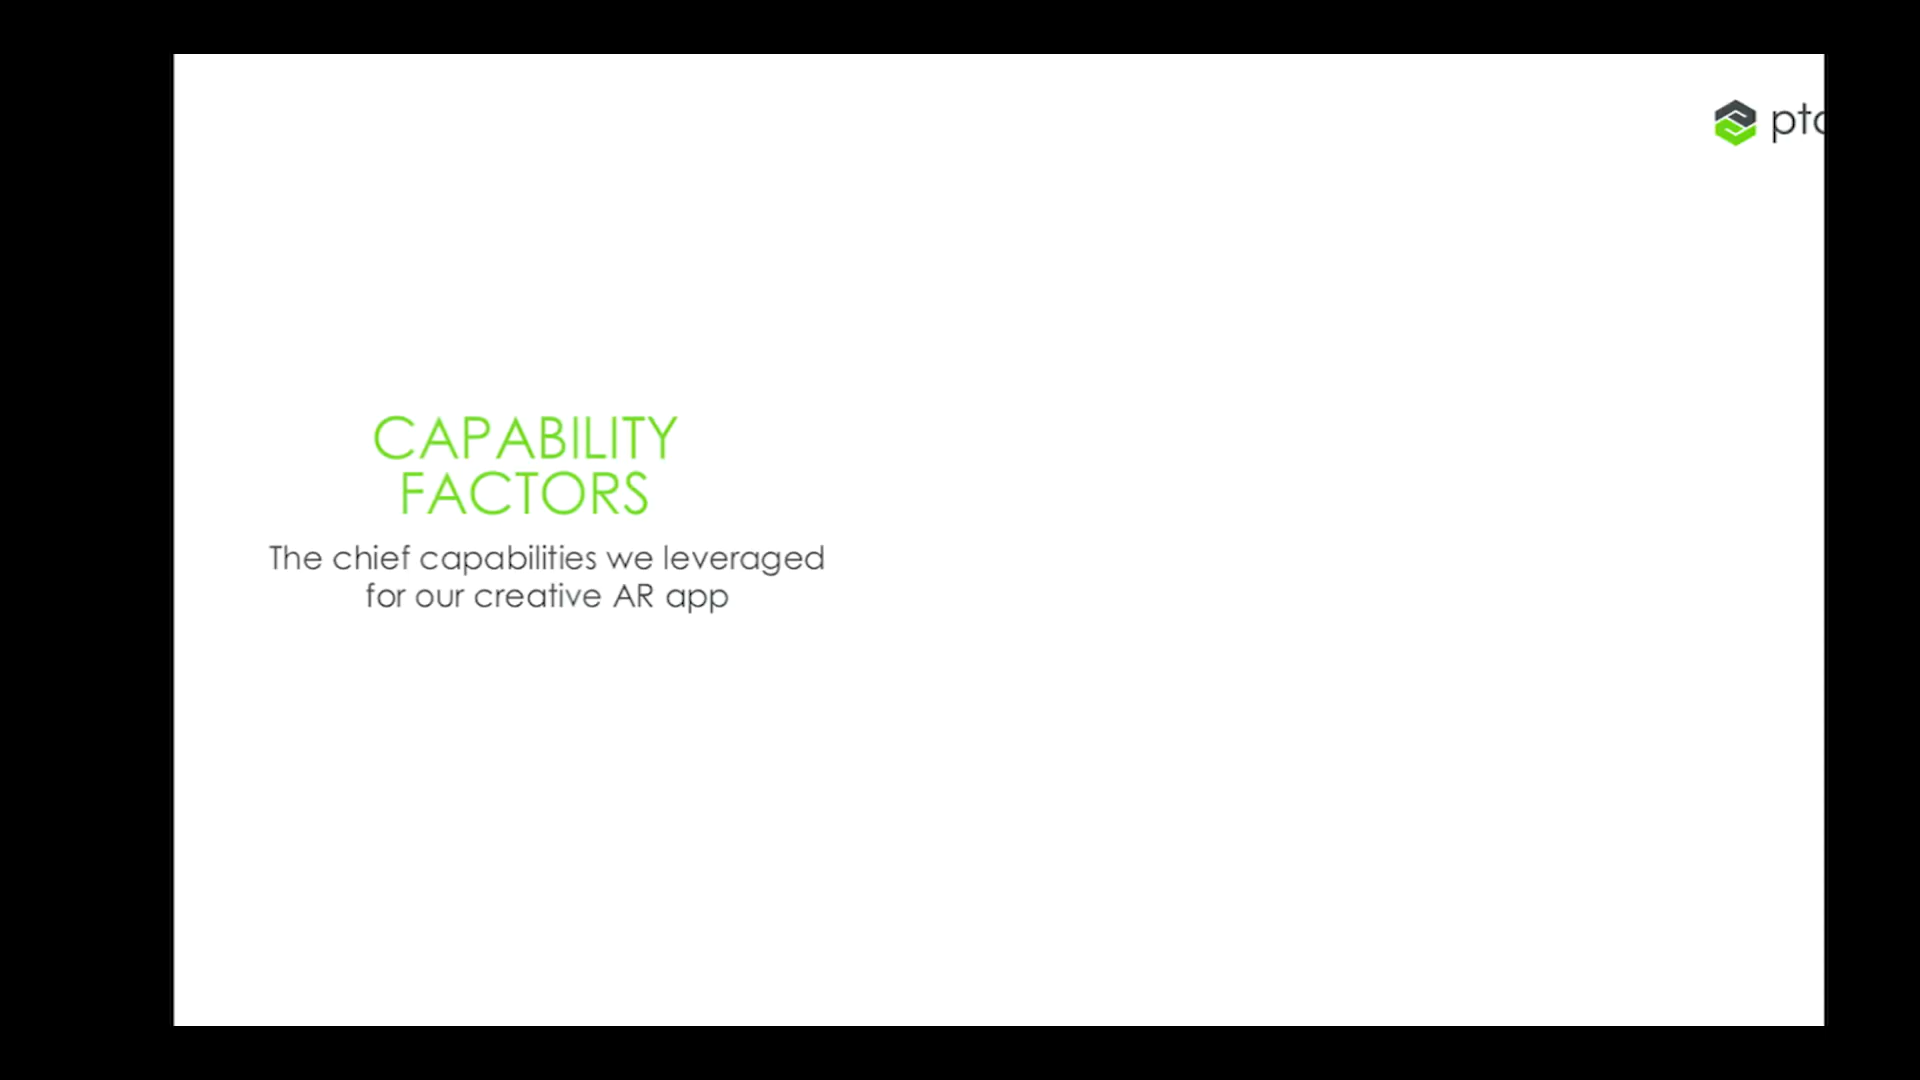 ptc
CAPABILITY
FACTORS
The chief capabilities we leveraged
for our creative AR app